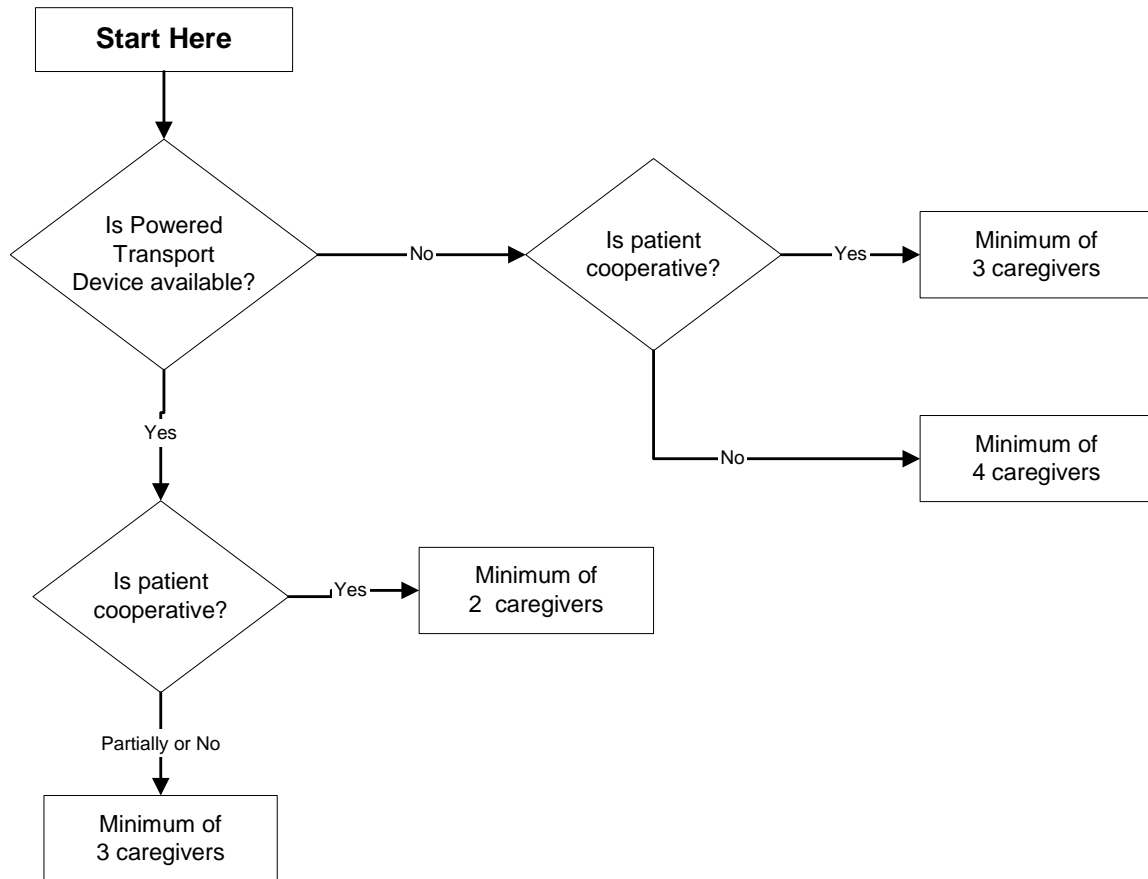 Start Here
Is Powered
Transport
Device available?
No
Is patient
cooperative?
Yes
Minimum of
3 caregivers
No
Minimum of
4 caregivers
Yes
Is patient
cooperative?
Yes
Minimum of
2 caregivers
Partially or No
Minimum of
3 caregivers